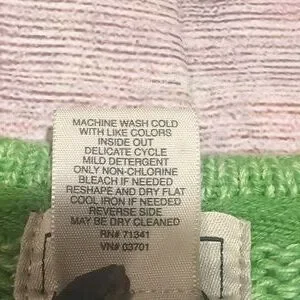 MACHINE WASH COLD
WITH LIKE COLORS
INSIDE OUT
DELICATE CYCLE
MILD DETERGENT
ONLY NON-CHLORINE
BLEACH IF NEEDED
RESHAPE AND DRY FLAT
COOL IRON IF NEEDED
REVERSE SIDE
MAY BE DRY CLEANED
RN# 71341
VN# 03701